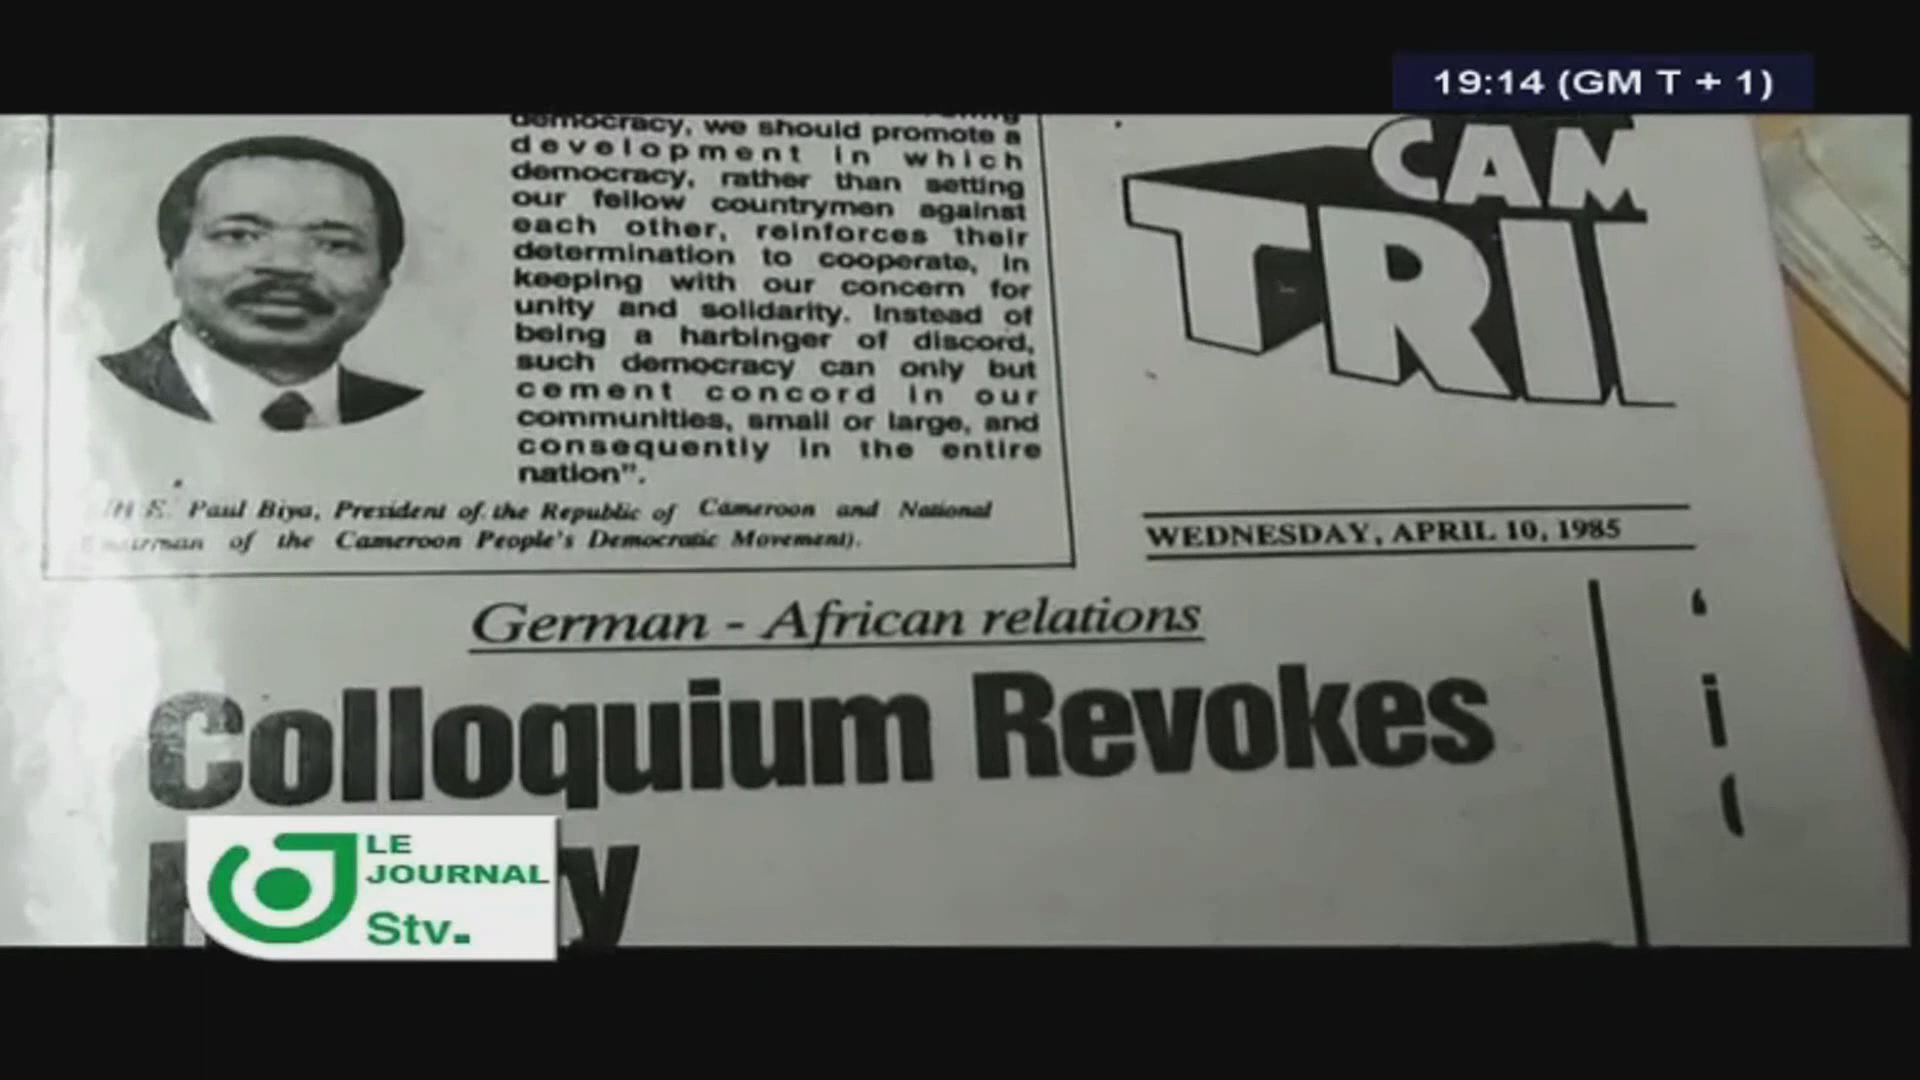 19:14 (GMT + 1)
democracy, we should promote a
development in which
democracy, rather than setting
our fellow countrymen against
each other, reinforces their
determination to cooperate, in
keeping with our concern for
unity and solidarity. Instead of
being a harbinger of discord,
such democracy can only but
cement concord in our
communities, small or large, and
consequently in the entire
nation".
(H.E. Paul Biya, President of the Republic of Cameroon and National
of the Cameroon People's Democratic Movement).
CAM
TRI
WEDNESDAY, APRIL 10, 1985
German - African relations
Colloquium Revokes
LE
JOURNAL
Stv.